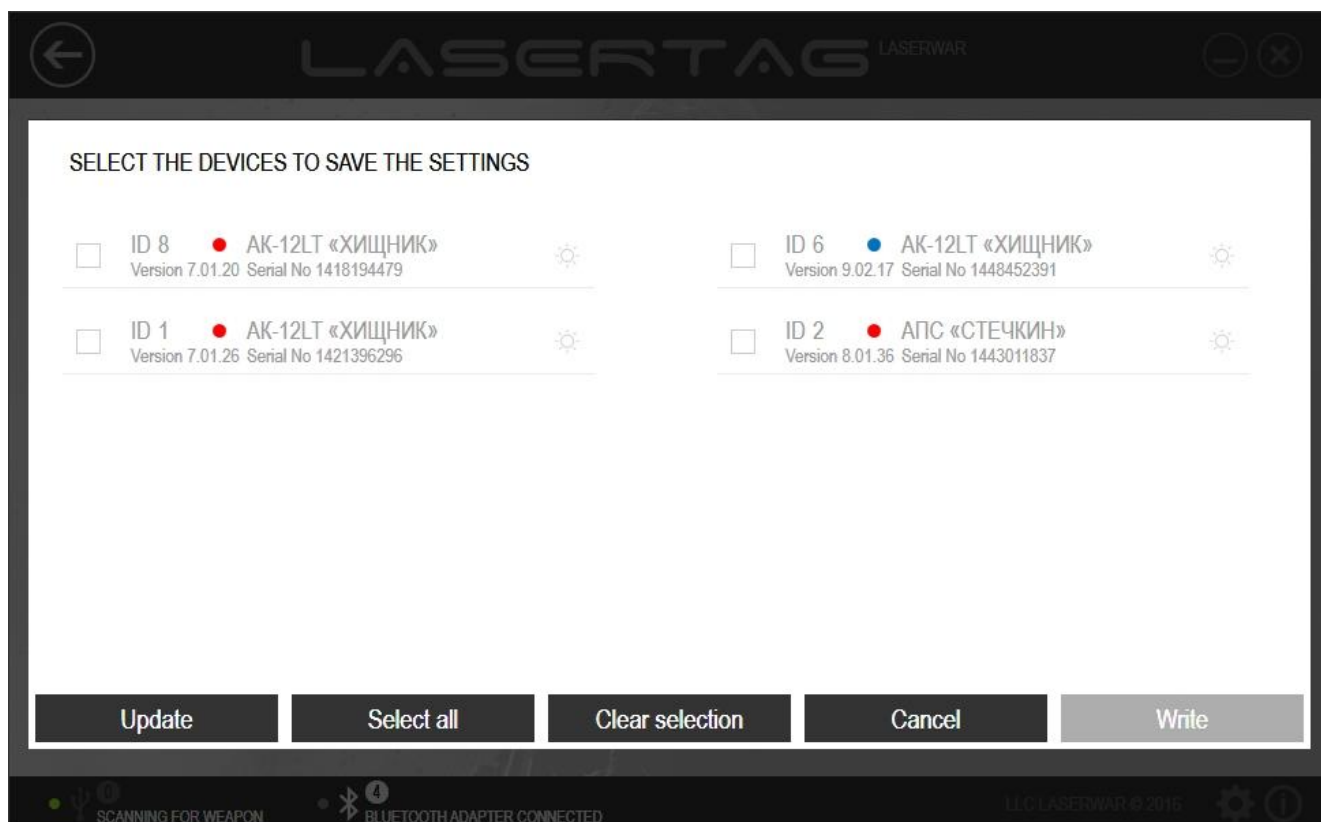 LASERTAG LASERWAR
SELECT THE DEVICES TO SAVE THE SETTINGS
ID 8 АК-12LT «ХИЩНИК»
Version 7.01.20 Serial No 1418194479
ID 6 АК-12LT «ХИЩНИК»
Version 9.02.17 Serial No 1448452391
ID 1 АК-12LT «ХИЩНИК»
Version 7.01.26 Serial No 1421396296
ID 2 АПС «СТЕЧКИН»
Version 8.01.36 Serial No 1443011837
Update Select all Clear selection Cancel Write
0
SCANNING FOR WEAPON
4
BLUETOOTH ADAPTER CONNECTED
LLC LASERWAR © 2016